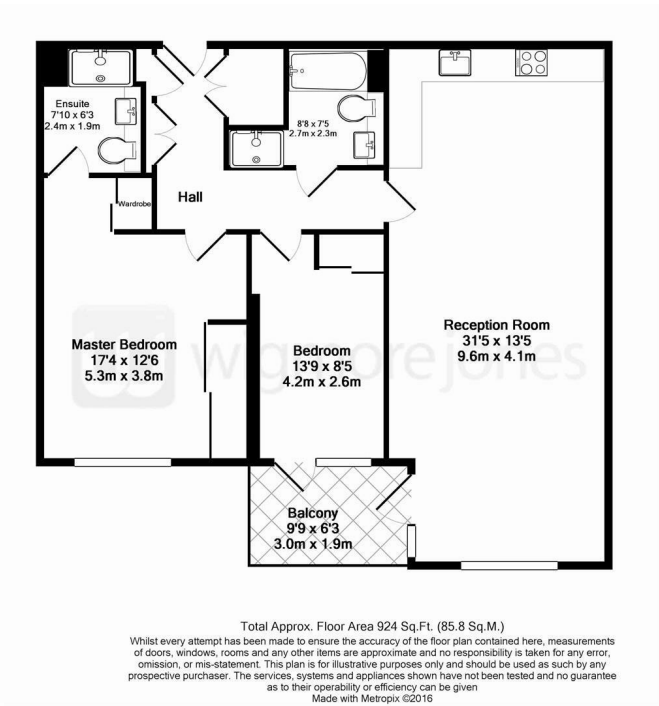 Ensuite
7'10 x 6'3
2.4m x 1.9m
8'8 x 7'5
2.7m x 2.3m
Wardrobe
Hall
Master Bedroom
17'4 x 12'6
5.3m x 3.8m
Bedroom
13'9 x 8'5
4.2m x 2.6m
Reception Room
31'5 x 13'5
9.6m x 4.1m
wigmore jones
Balcony
9'9 x 6'3
3.0m x 1.9m
Total Approx. Floor Area 924 Sq.Ft. (85.8 Sq.M.)
Whilst every attempt has been made to ensure the accuracy of the floor plan contained here, measurements
of doors, windows, rooms and any other items are approximate and no responsibility is taken for any error,
omission, or mis-statement. This plan is for illustrative purposes only and should be used as such by any
prospective purchaser. The services, systems and appliances shown have not been tested and no guarantee
as to their operability or efficiency can be given
Made with Metropix ©2016